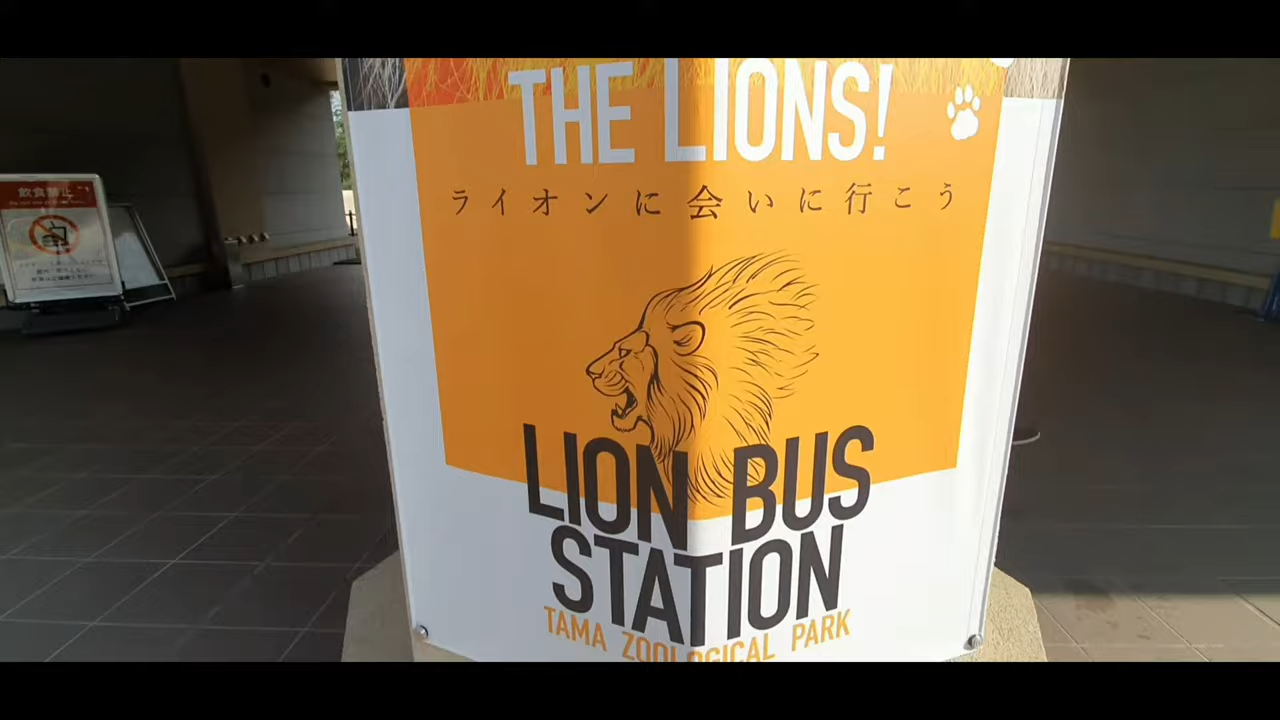 THE LIONS!
ライオンに会いに行こう
LION BUS
STATION
TAMA ZOOLOGICAL PARK
飲食禁止